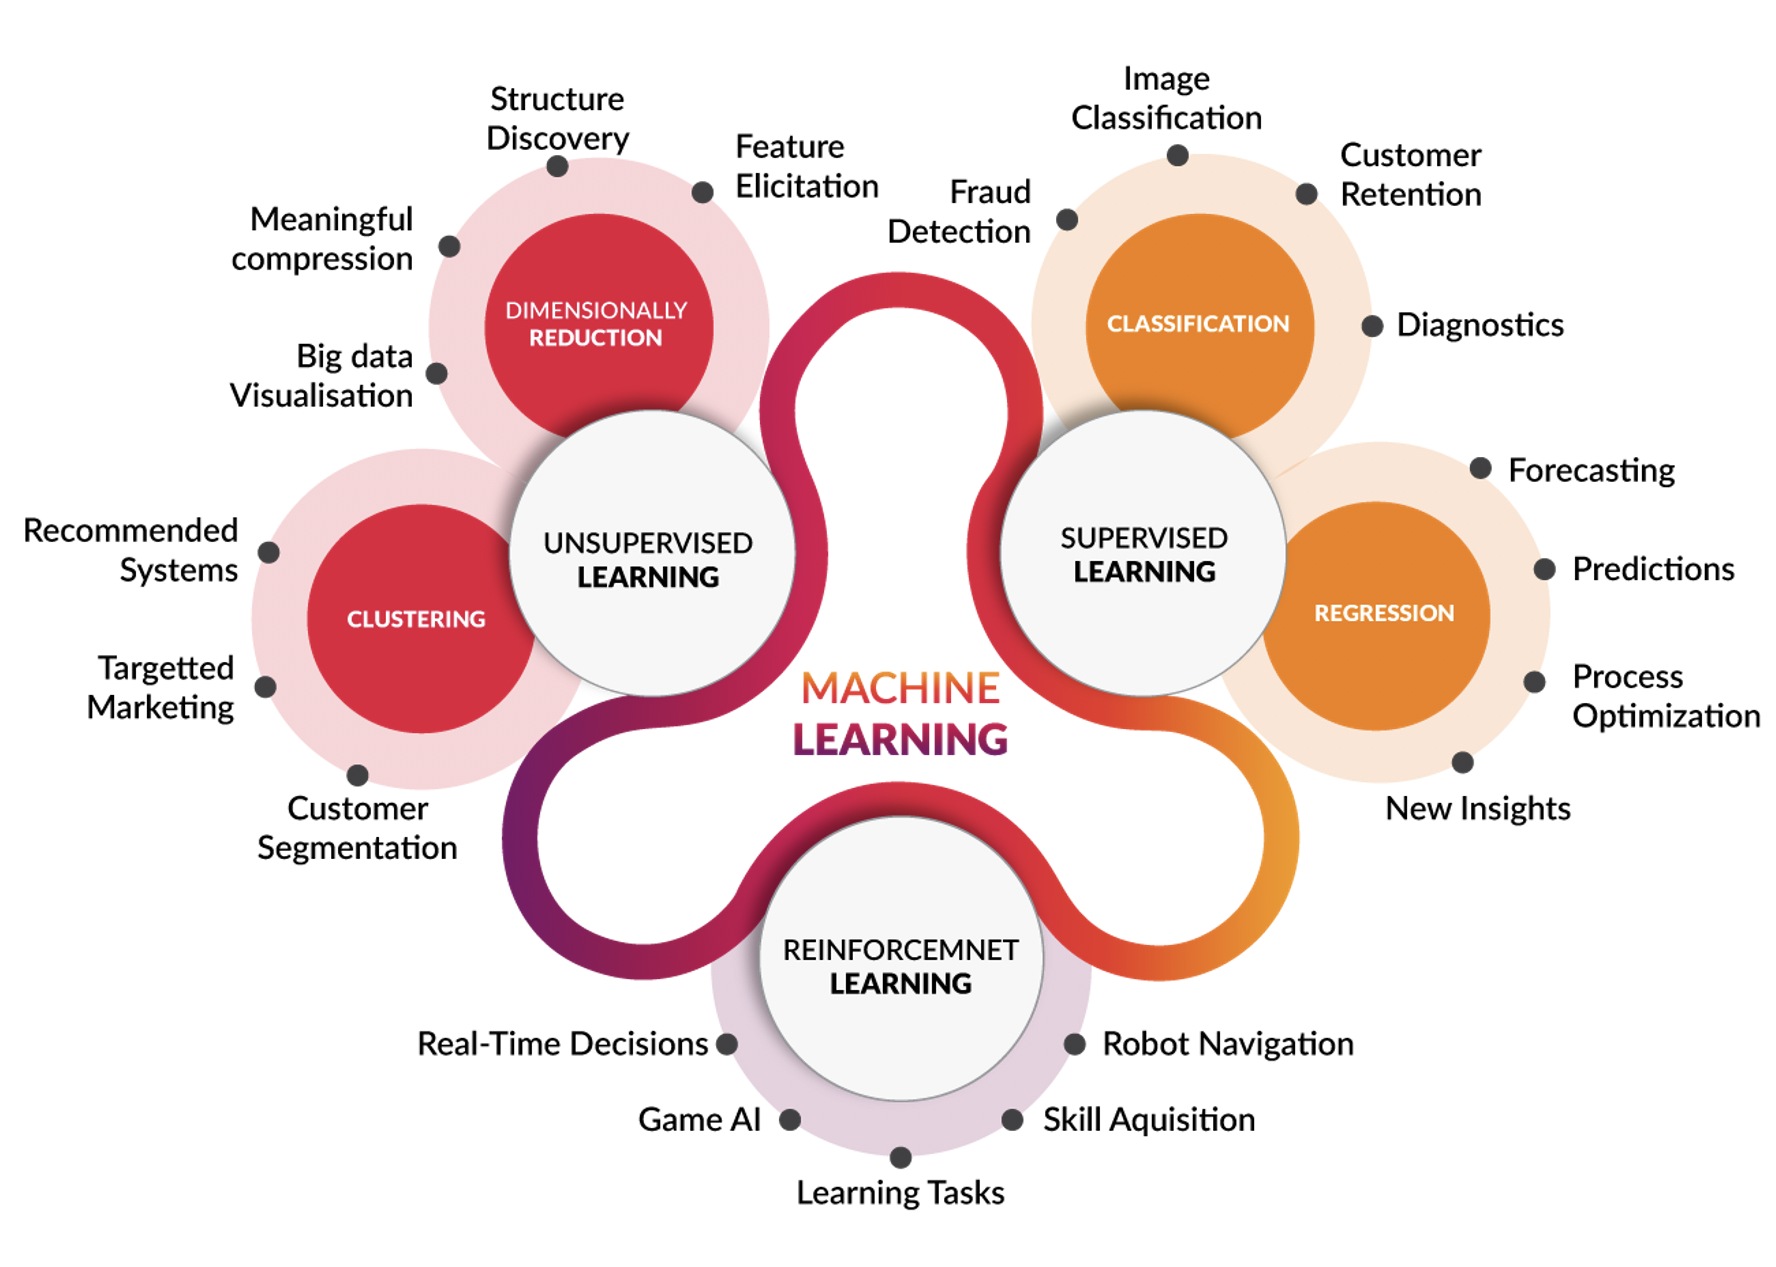 Structure
Discovery
Feature
Elicitation
Meaningful
compression
Big data
Visualisation
DIMENSIONALLY
REDUCTION
Recommended
Systems
Targetted
Marketing
Customer
Segmentation
CLUSTERING
UNSUPERVISED
LEARNING
Image
Classification
Fraud
Detection
Customer
Retention
Diagnostics
CLASSIFICATION
SUPERVISED
LEARNING
Forecasting
Predictions
Process
Optimization
New Insights
REGRESSION
MACHINE
LEARNING
REINFORCEMNET
LEARNING
Real-Time Decisions
Game AI
Learning Tasks
Skill Aquisition
Robot Navigation